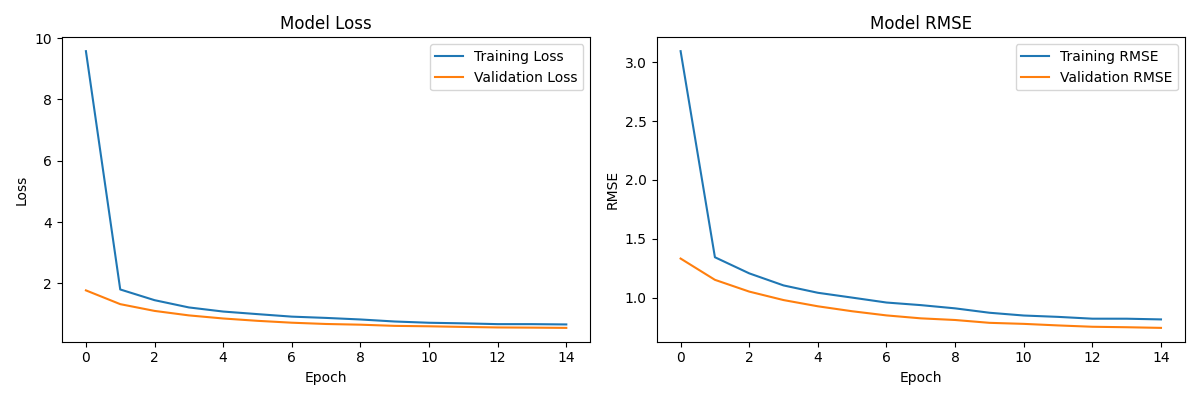 Model Loss
10
8
6
4
2
Loss
0 2 4 6 8 10 12 14
Epoch
Training Loss
Validation Loss
Model RMSE
3.0
2.5
2.0
1.5
1.0
RMSE
0 2 4 6 8 10 12 14
Epoch
Training RMSE
Validation RMSE